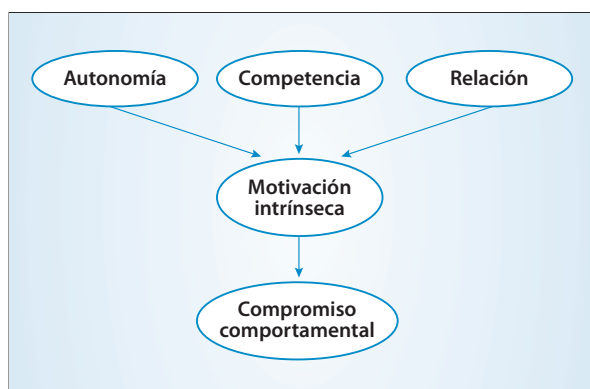 Autonomía
Competencia
Relación
Motivación
intrínseca
Compromiso
comportamental